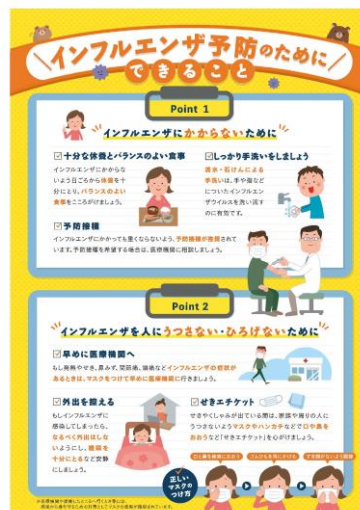 インフルエンザ予防のために
できること
Point 1
インフルエンザにかからないために
十分な休養とバランスのよい食事
インフルエンザにかからな
いよう日ごろから休養を十
分にとり、バランスのよい
食事をこころがけましょう。
しっかり手洗いをしましょう
流水・石けんによる
手洗いは、手や指など
についたインフルエン
ザウイルスを洗い流す
のに有効です。
予防接種
インフルエンザにかかっても重くならないよう、予防接種が推奨されて
います。予防接種を希望する場合は、医療機関に相談しましょう。
Point 2
インフルエンザを人にうつさない・ひろげないために
早めに医療機関へ
もし発熱やせき、鼻みず、関節痛、頭痛などインフルエンザの症状が
あるときは、マスクをつけて早めに医療機関に行きましょう。
外出を控える
もしインフルエンザに
感染してしまったら、
なるべく外出はしな
いようにし、睡眠を
十分にとるなど安静
にしましょう。
せきエチケット
せきやくしゃみが出ている間は、家族や周りの人に
うつさないようマスクやハンカチなどで口や鼻を
おおうなど「せきエチケット」を心がけましょう。
正しい
マスクの
つけ方